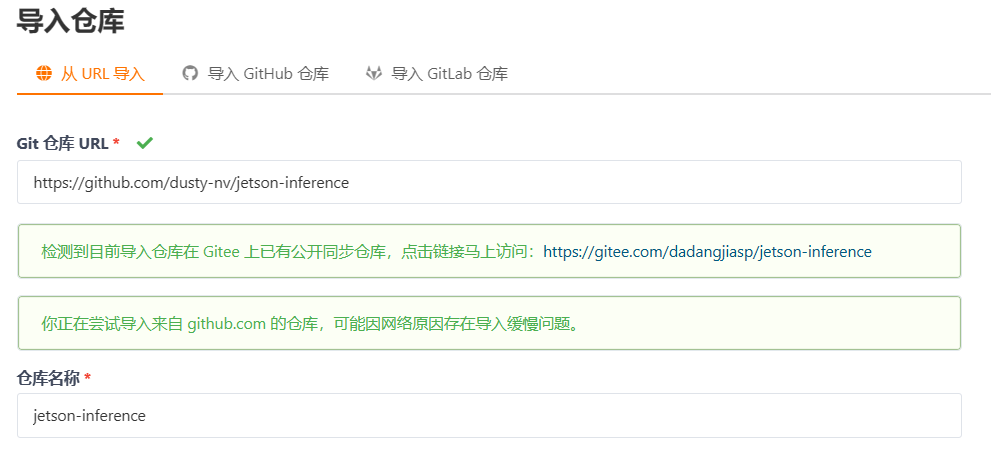 导入仓库
从 URL 导入 导入 GitHub 仓库 导入 GitLab 仓库
Git 仓库 URL *
https://github.com/dusty-nv/jetson-inference
检测到目前导入仓库在 Gitee 上已有公开同步仓库，点击链接马上访问：https://gitee.com/dadangjiasp/jetson-inference
你正在尝试导入来自 github.com 的仓库，可能因网络原因存在导入缓慢问题。
仓库名称 *
jetson-inference